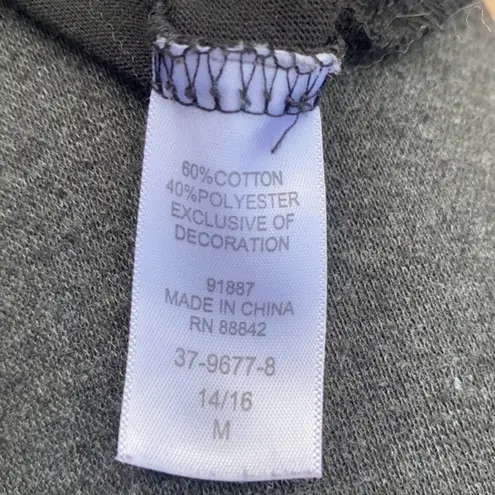 60%COTTON
40%POLYESTER
EXCLUSIVE OF
DECORATION
91887
MADE IN CHINA
RN 88842
37-9677-8
14/16
M